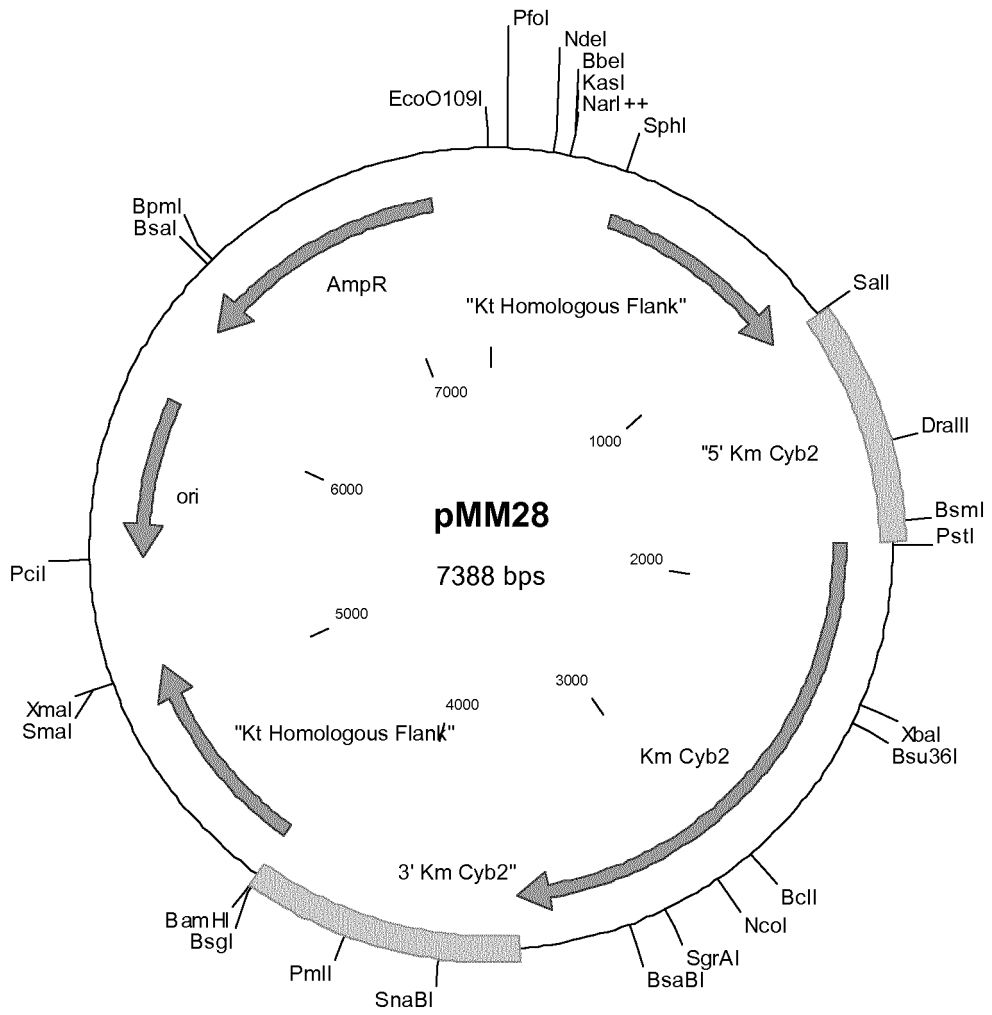 PfoI
NdeI
BbeI
KasI
NarI ++
EcoO109I
SphI
BpmI
BsaI
AmpR
"Kt Homologous Flank"
SalI
7000
1000
"5' Km Cyb2
DraIII
ori
6000
pMM28
BsmI
PstI
PciI
7388 bps
2000
5000
3000
4000
XmaI
SmaI
"Kt Homologous Flank"
Km Cyb2
XbaI
Bsu36I
3' Km Cyb2"
BclI
NcoI
BamHI
BsgI
SgrAI
PmlI
BsaBI
SnaBI